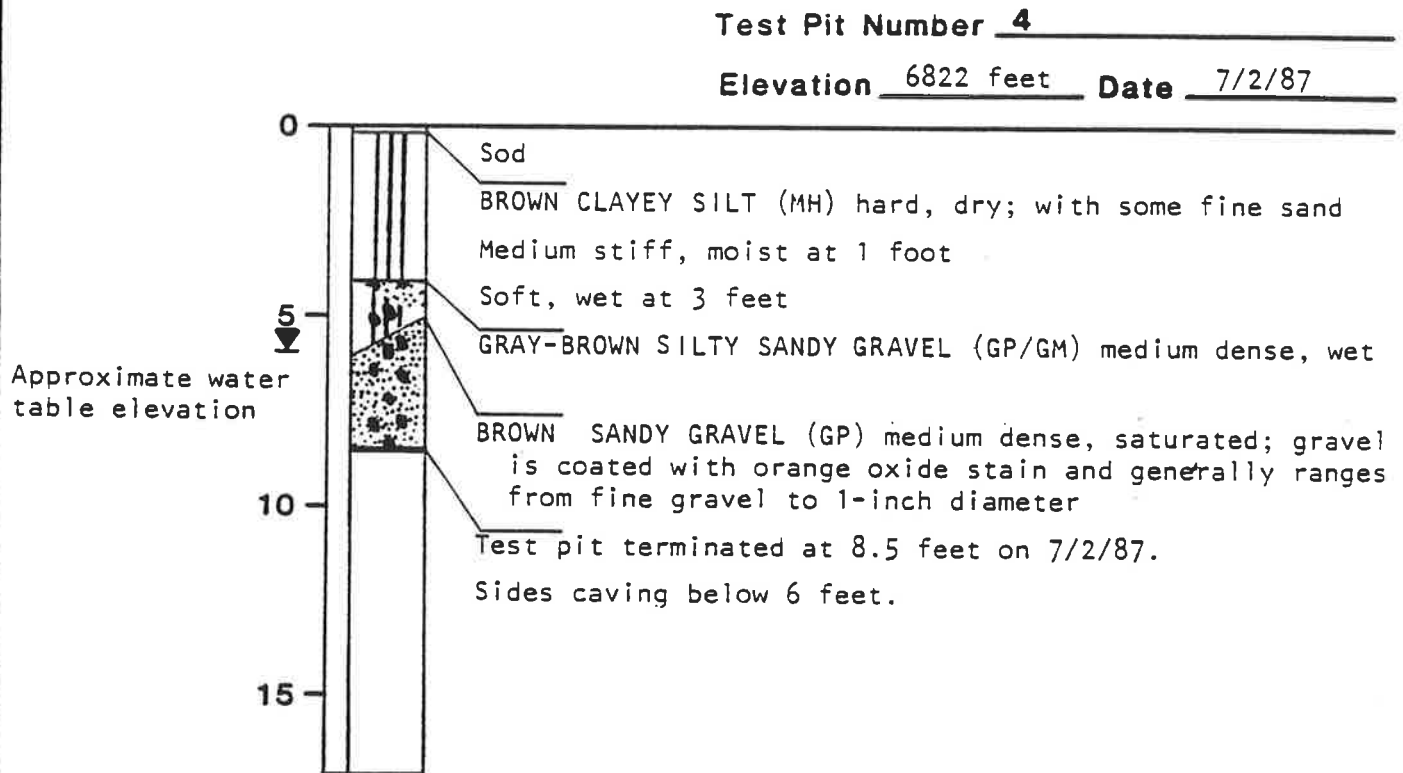 Test Pit Number 4
Elevation 6822 feet Date 7/2/87
0
Sod
BROWN CLAYEY SILT (MH) hard, dry; with some fine sand
Medium stiff, moist at 1 foot
Soft, wet at 3 feet
5
GRAY-BROWN SILTY SANDY GRAVEL (GP/GM) medium dense, wet
Approximate water
table elevation
BROWN SANDY GRAVEL (GP) medium dense, saturated; gravel
is coated with orange oxide stain and generally ranges
from fine gravel to 1-inch diameter
10
Test pit terminated at 8.5 feet on 7/2/87.
Sides caving below 6 feet.
15